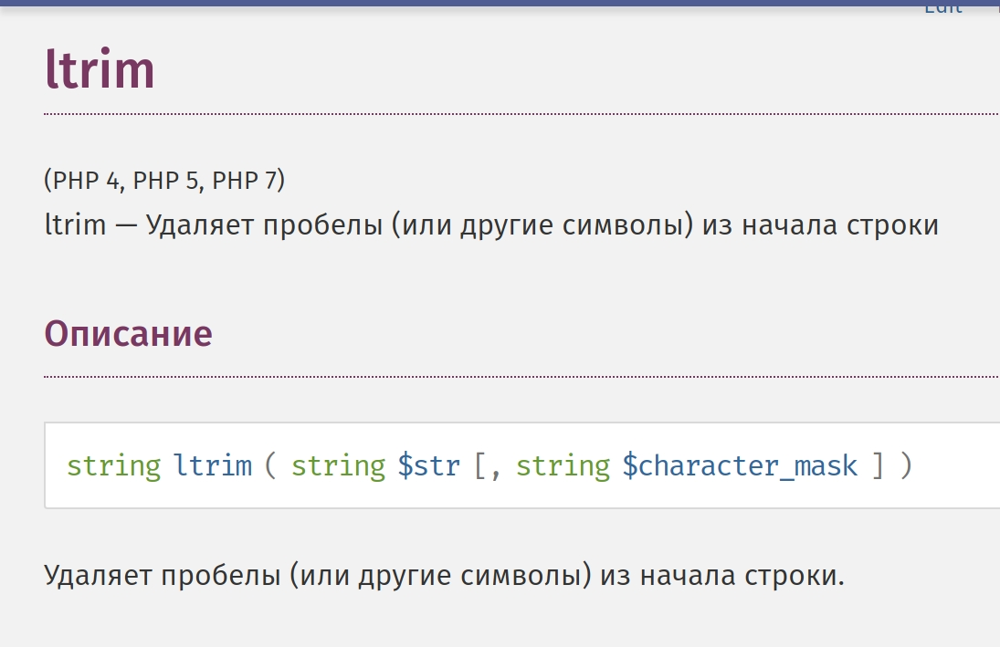 Edit
ltrim
(PHP 4, PHP 5, PHP 7)
ltrim — Удаляет пробелы (или другие символы) из начала строки
Описание
string ltrim ( string $str [, string $character_mask ] )
Удаляет пробелы (или другие символы) из начала строки.